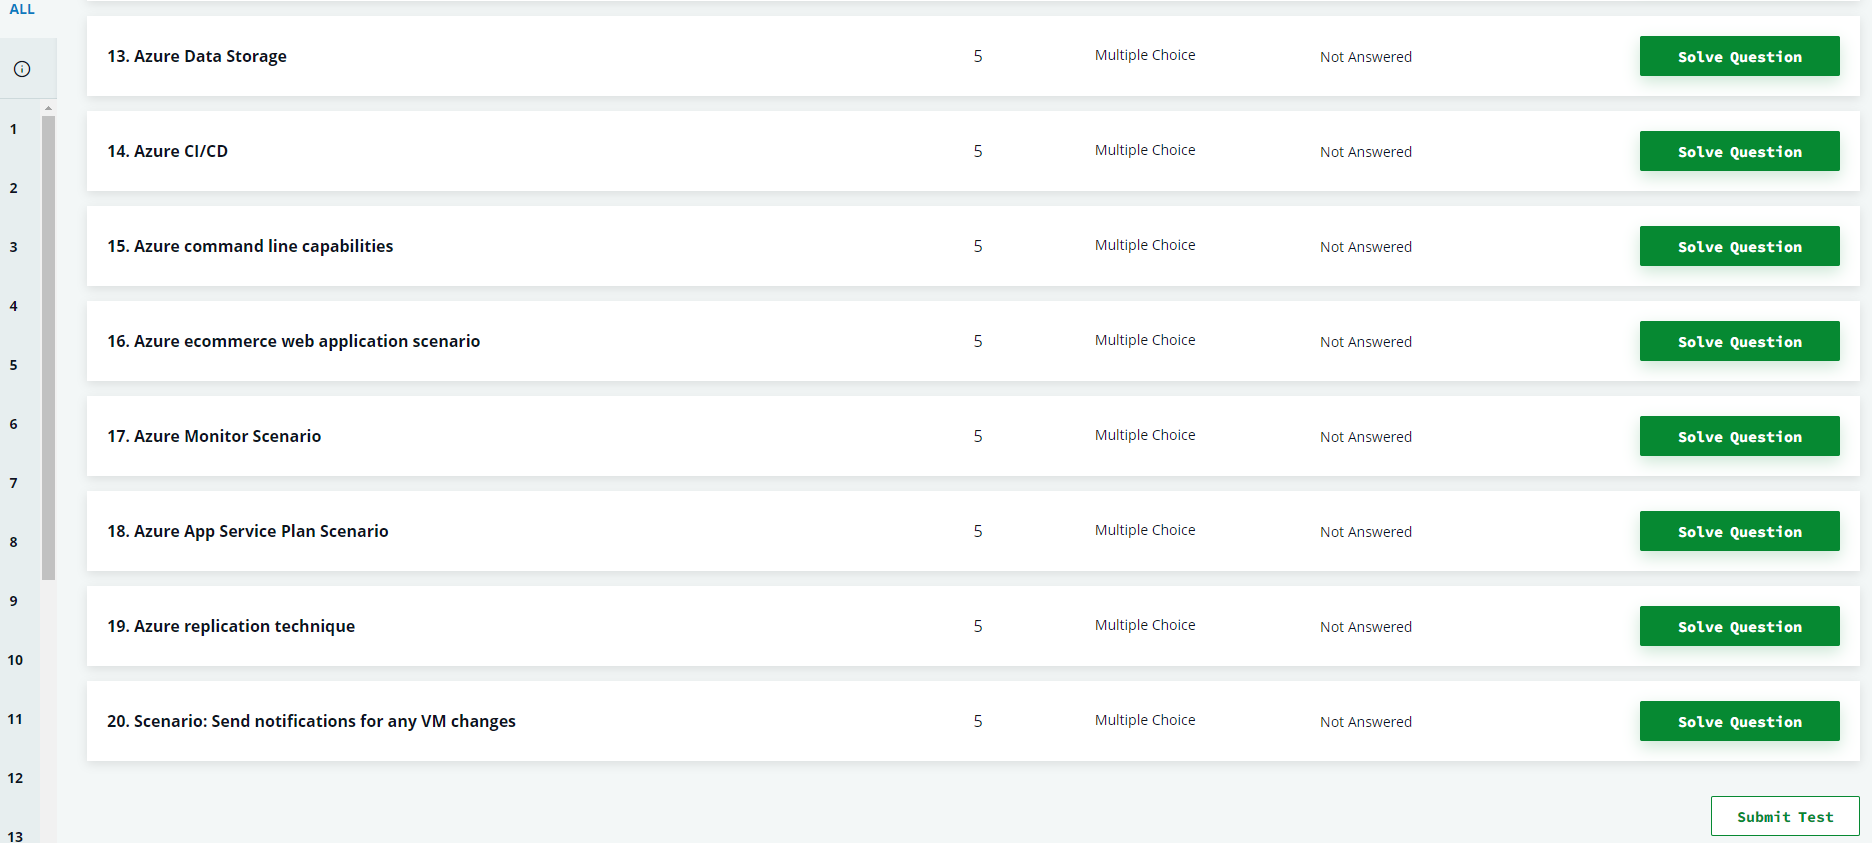 ALL
13. Azure Data Storage 5 Multiple Choice Not Answered Solve Question
1
14. Azure CI/CD 5 Multiple Choice Not Answered Solve Question
2
15. Azure command line capabilities 5 Multiple Choice Not Answered Solve Question
3
4
16. Azure ecommerce web application scenario 5 Multiple Choice Not Answered Solve Question
5
6
17. Azure Monitor Scenario 5 Multiple Choice Not Answered Solve Question
7
18. Azure App Service Plan Scenario 5 Multiple Choice Not Answered Solve Question
8
9
19. Azure replication technique 5 Multiple Choice Not Answered Solve Question
10
11
20. Scenario: Send notifications for any VM changes 5 Multiple Choice Not Answered Solve Question
12
Submit Test
13